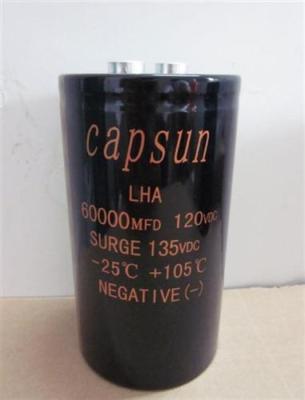 capsun
LHA
60000MFD 120VDC
SURGE 135VDC
-25℃ +105℃
NEGATIVE(-)